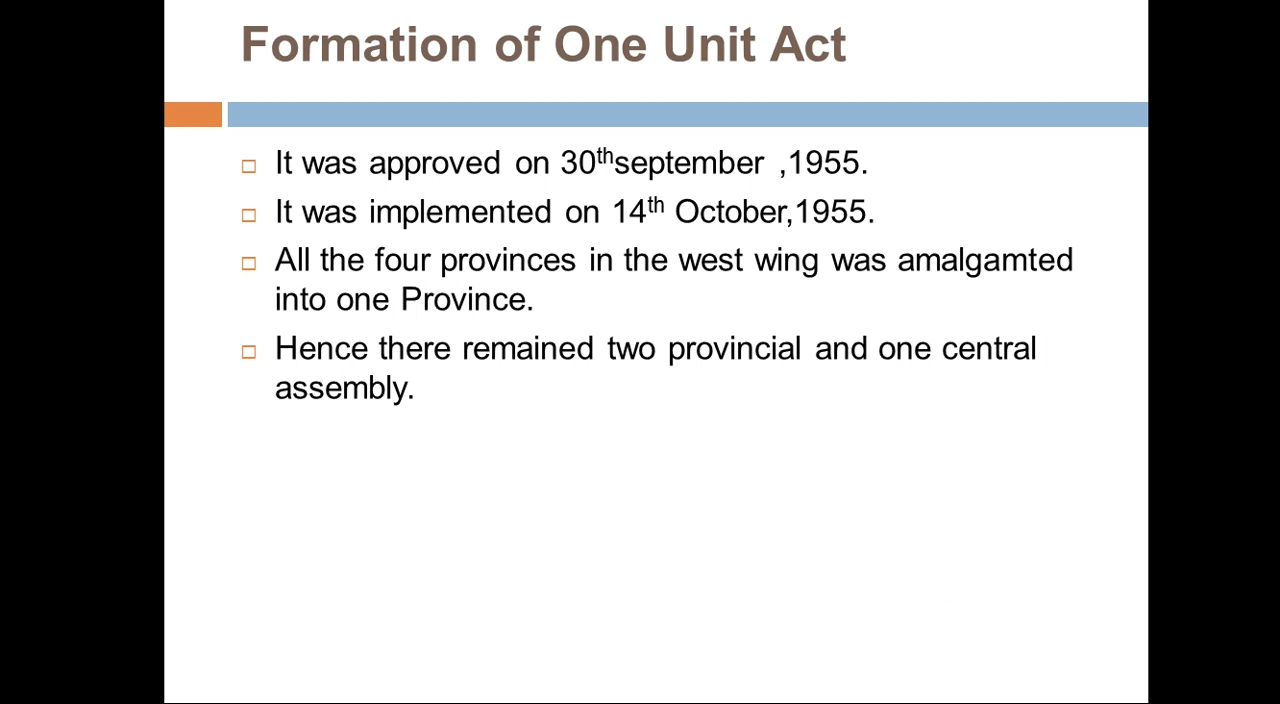 Formation of One Unit Act
It was approved on 30thseptember ,1955.
It was implemented on 14th October,1955.
All the four provinces in the west wing was amalgamted
into one Province.
Hence there remained two provincial and one central
assembly.